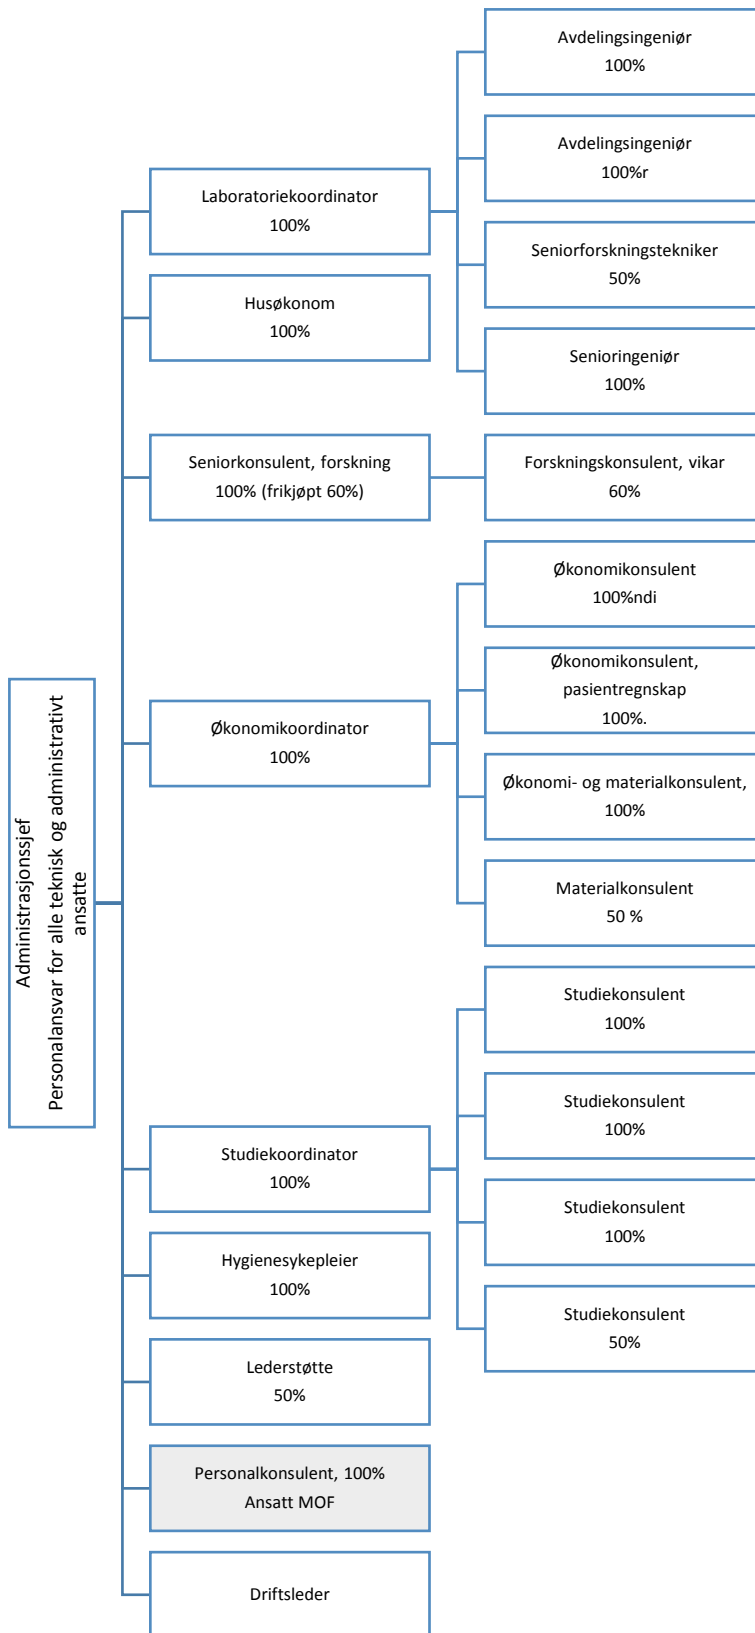 Administrasjonssjef
Personalansvar for alle teknisk og administrativt
ansatte
Laboratoriekoordinator
100%
Avdelingsingeniør
100%
Avdelingsingeniør
100%r
Seniorforskningstekniker
50%
Senioringeniør
100%
Husøkonom
100%
Seniorkonsulent, forskning
100% (frikjøpt 60%)
Forskningskonsulent, vikar
60%
Økonomikoordinator
100%
Økonomikonsulent
100%ndi
Økonomikonsulent,
pasientregnskap
100%.
Økonomi- og materialkonsulent,
100%
Materialkonsulent
50 %
Studiekoordinator
100%
Studiekonsulent
100%
Studiekonsulent
100%
Studiekonsulent
100%
Studiekonsulent
50%
Hygienesykepleier
100%
Lederstøtte
50%
Personalkonsulent, 100%
Ansatt MOF
Driftsleder